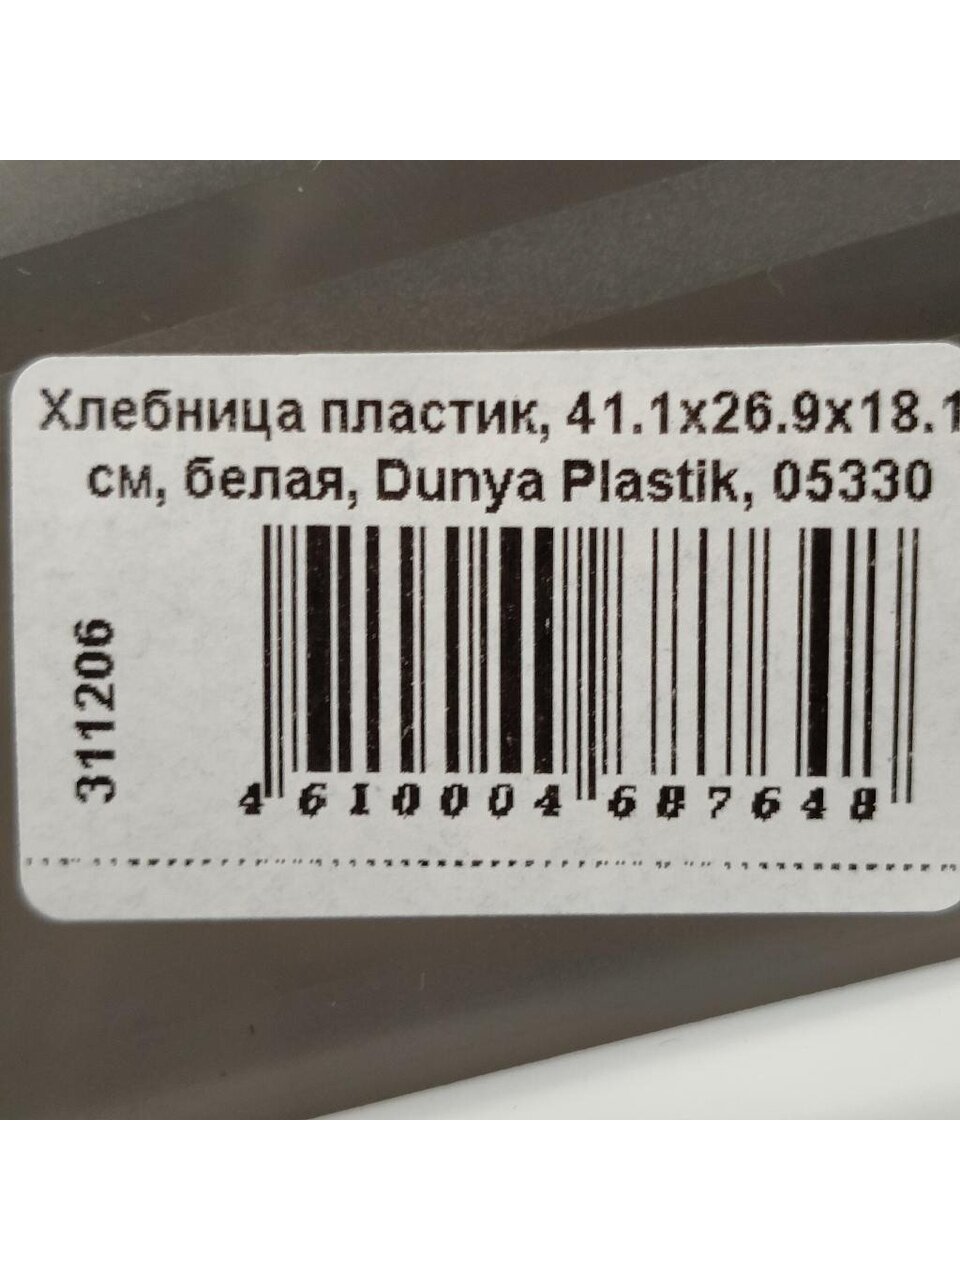 Хлебница пластик, 41.1x26.9x18.1
см, белая, Dunya Plastik, 05330
311206
4 610004 687648